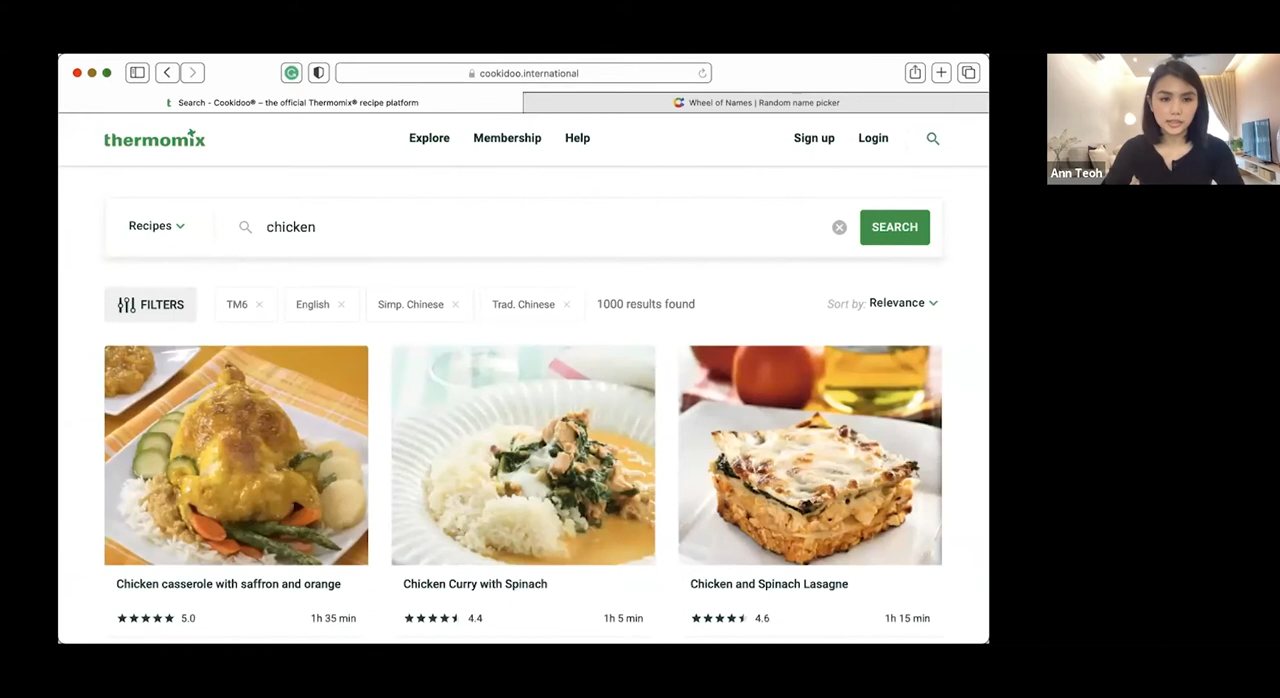 cookidoo.international
Search - Cookidoo® – the official Thermomix® recipe platform
Wheel of Names | Random name picker
thermomix
Explore
Membership
Help
Sign up
Login
Recipes
chicken
SEARCH
FILTERS
TM6
English
Simp. Chinese
Trad. Chinese
1000 results found
Sort by: Relevance
Chicken casserole with saffron and orange
5.0
1h 35 min
Chicken Curry with Spinach
4.4
1h 5 min
Chicken and Spinach Lasagne
4.6
1h 15 min
Ann Teoh